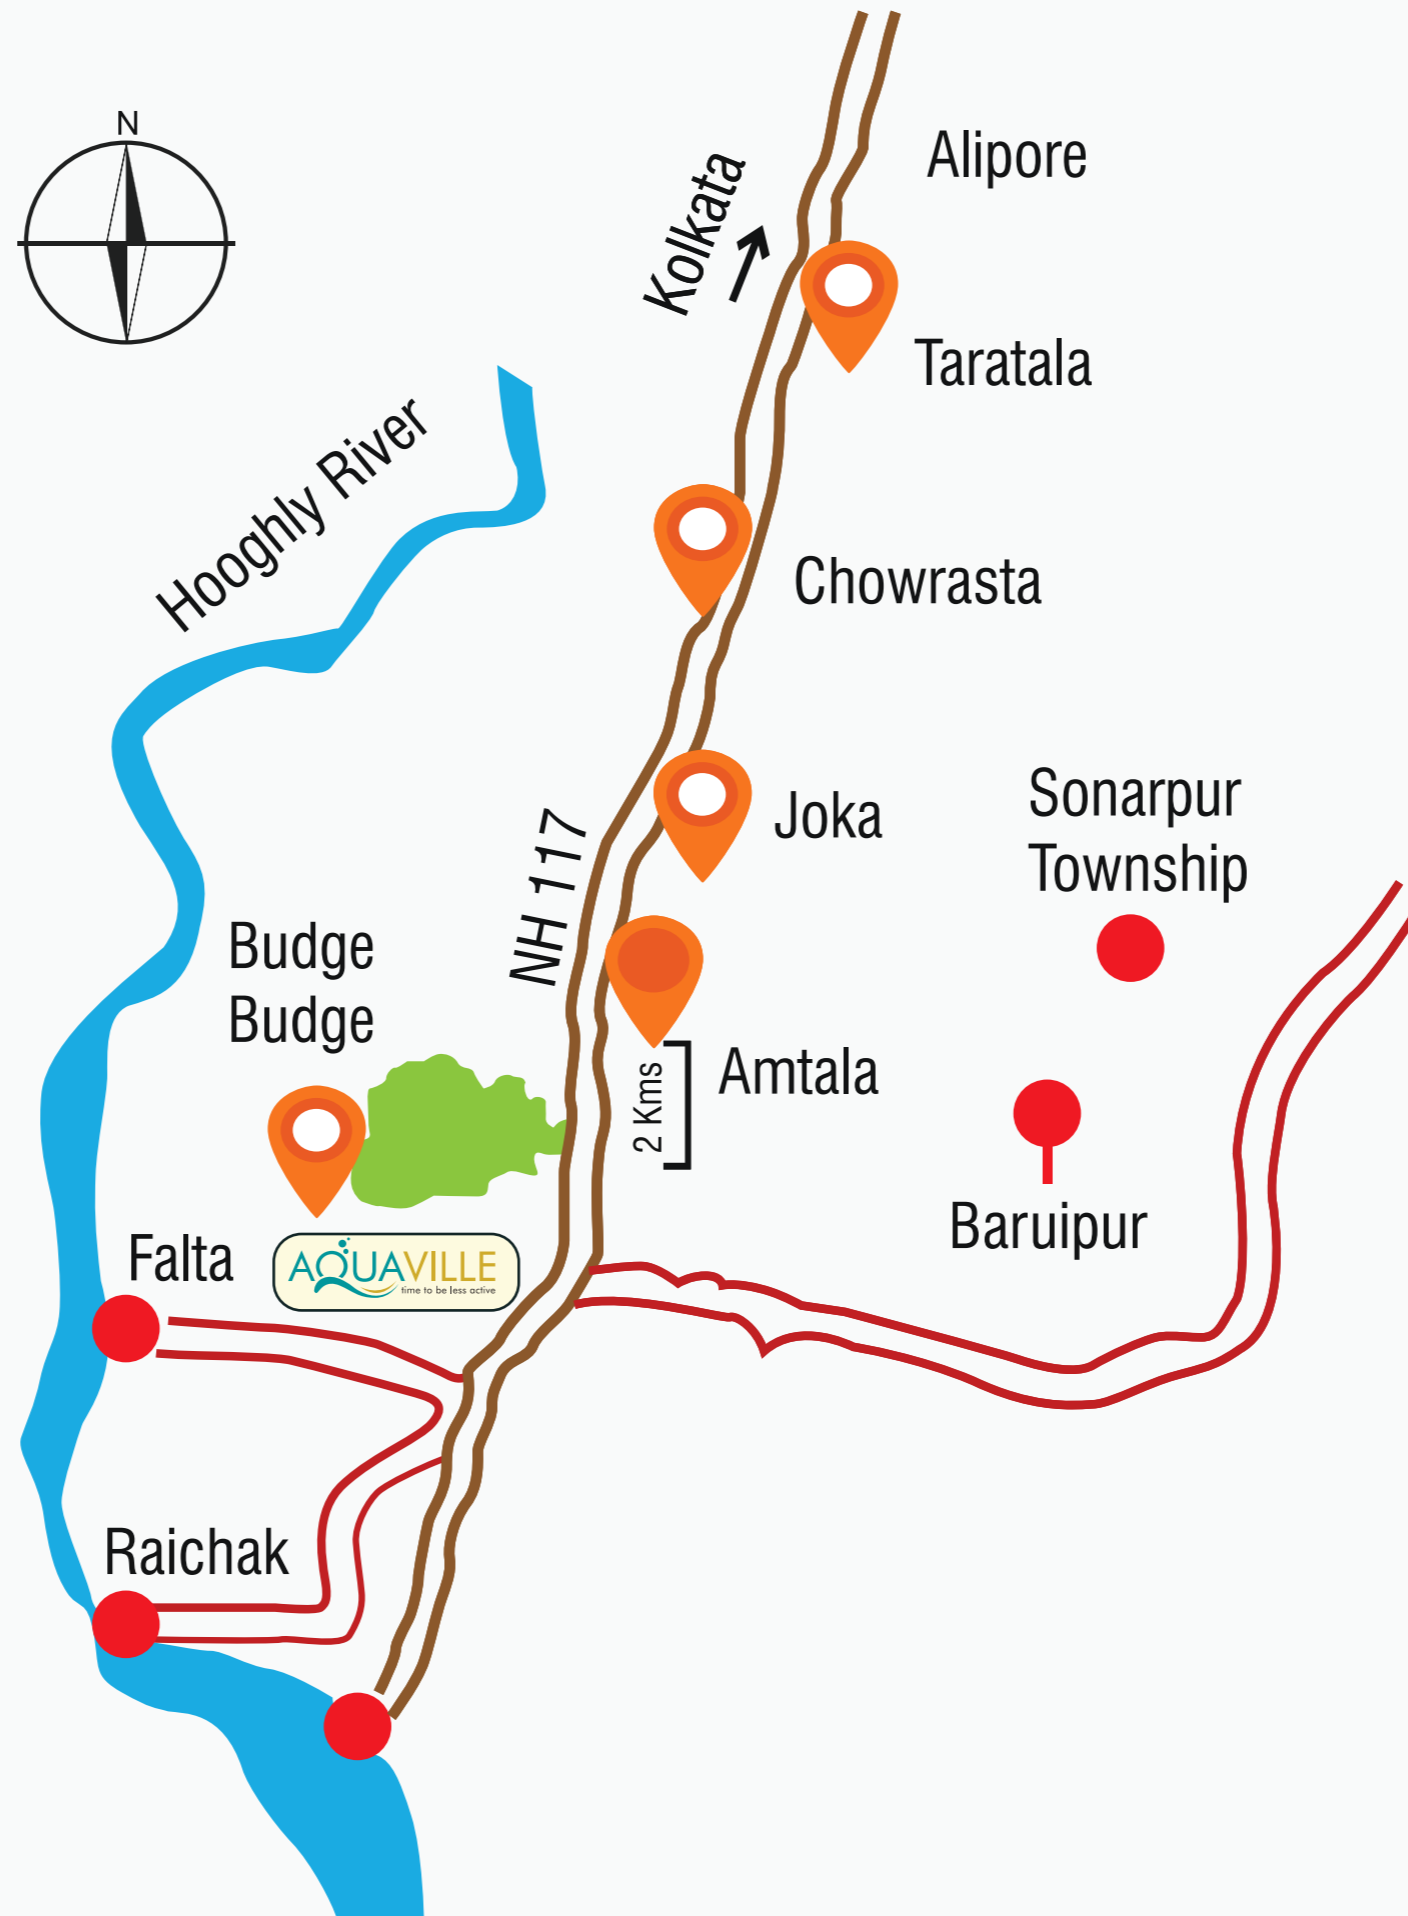 N
Alipore
Kolkata
Taratala
Hooghly River
Chowrasta
Joka
Sonarpur
Township
NH 117
Budge
Budge
Amtala
2 Kms
Baruipur
Falta
AQUAVILLE
time to be less active
Raichak